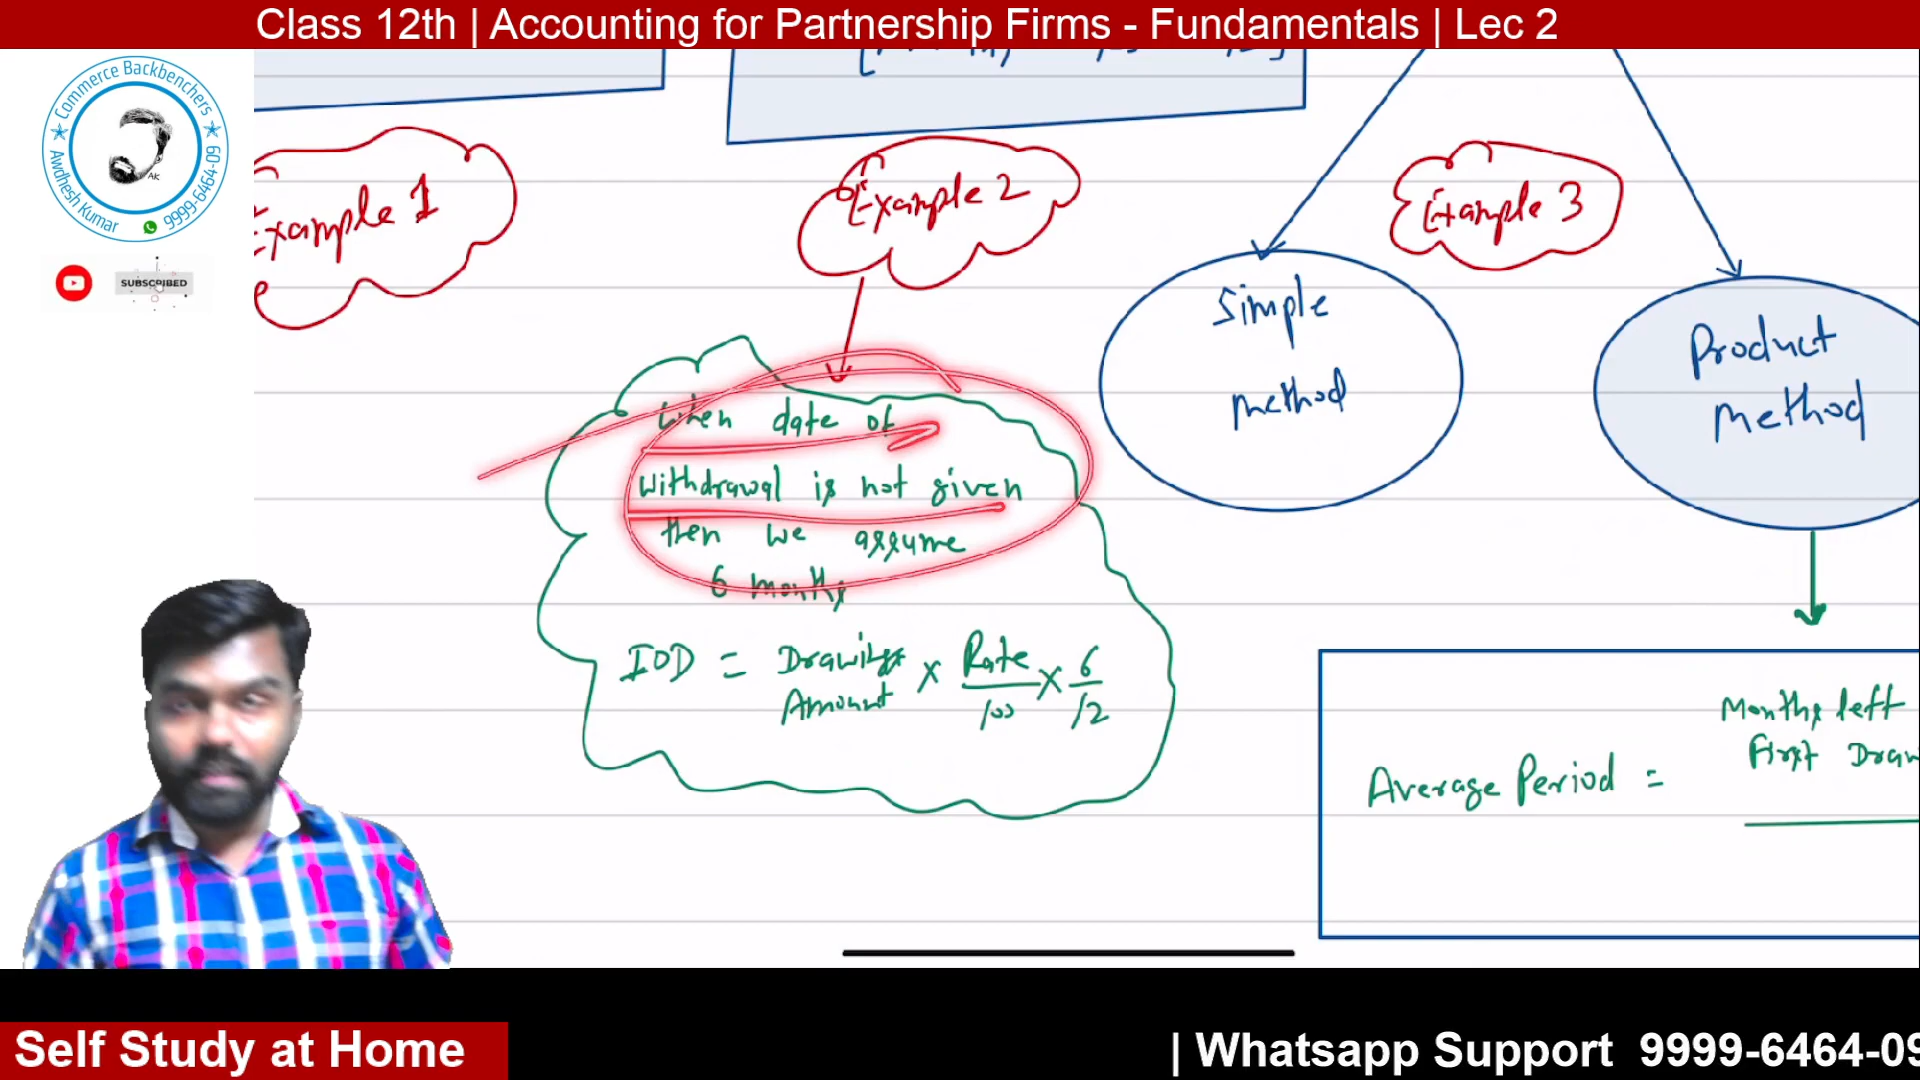 Class 12th | Accounting for Partnership Firms - Fundamentals | Lec 2
Commerce Backbenchers
Awdhesh Kumar
9999-6464-09
AK
SUBSCRIBED
Example 1
Example 2
Example 3
Simple
Method
Product
Method
When date of
withdrawal is not given
then we assume
6 months
IOD = Drawings Amount × Rate/100 × 6/12
Months left
First Draw
Average Period =
Self Study at Home
| Whatsapp Support 9999-6464-09